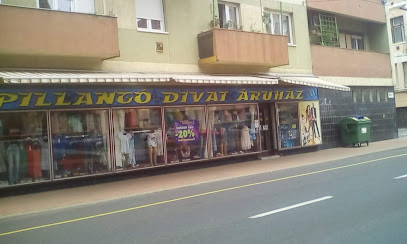 PILLANGÓ DIVAT ÁRUHÁZ
-20%